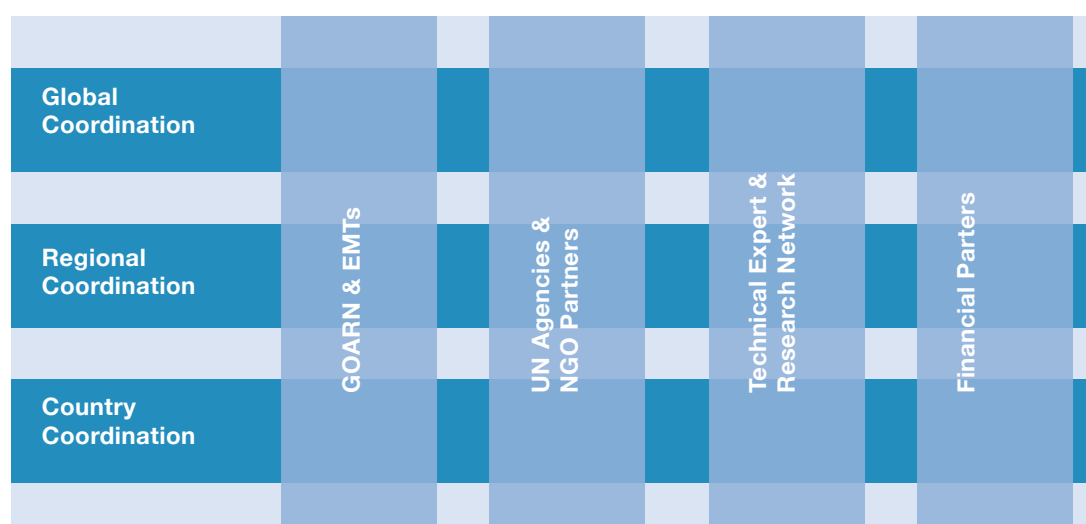 Global
Coordination
Regional
Coordination
Country
Coordination
GOARN & EMTs
UN Agencies &
NGO Partners
Technical Expert &
Research Network
Financial Parters